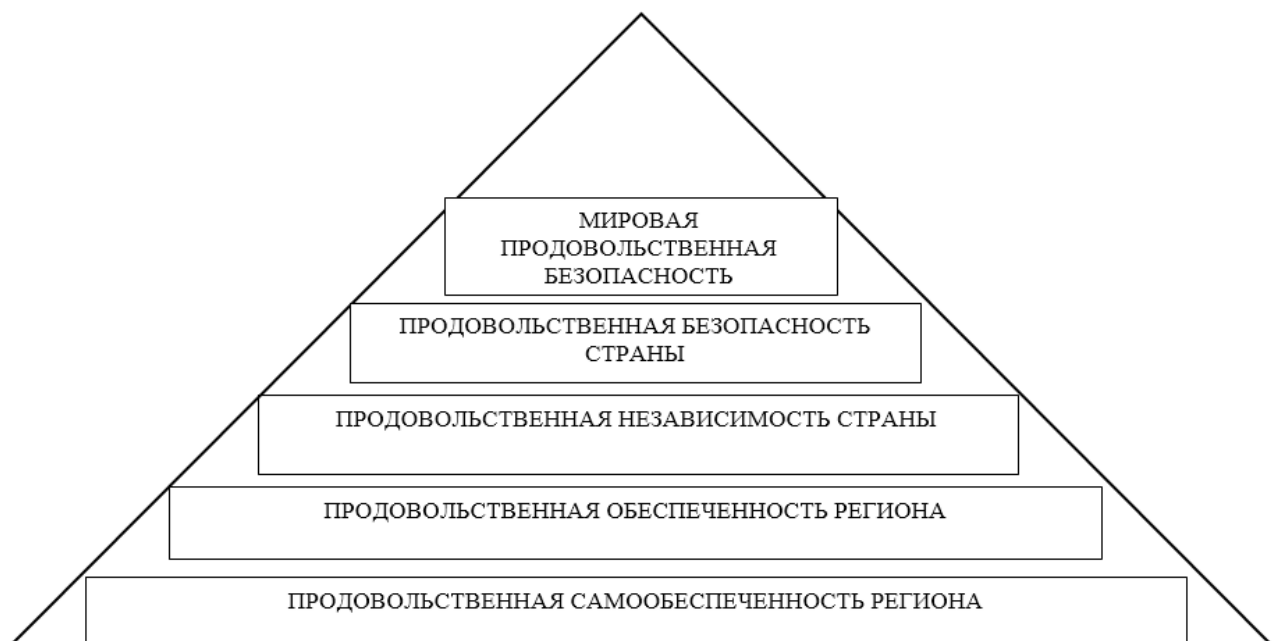 МИРОВАЯ
ПРОДОВОЛЬСТВЕННАЯ
БЕЗОПАСНОСТЬ
ПРОДОВОЛЬСТВЕННАЯ БЕЗОПАСНОСТЬ
СТРАНЫ
ПРОДОВОЛЬСТВЕННАЯ НЕЗАВИСИМОСТЬ СТРАНЫ
ПРОДОВОЛЬСТВЕННАЯ ОБЕСПЕЧЕННОСТЬ РЕГИОНА
ПРОДОВОЛЬСТВЕННАЯ САМООБЕСПЕЧЕННОСТЬ РЕГИОНА